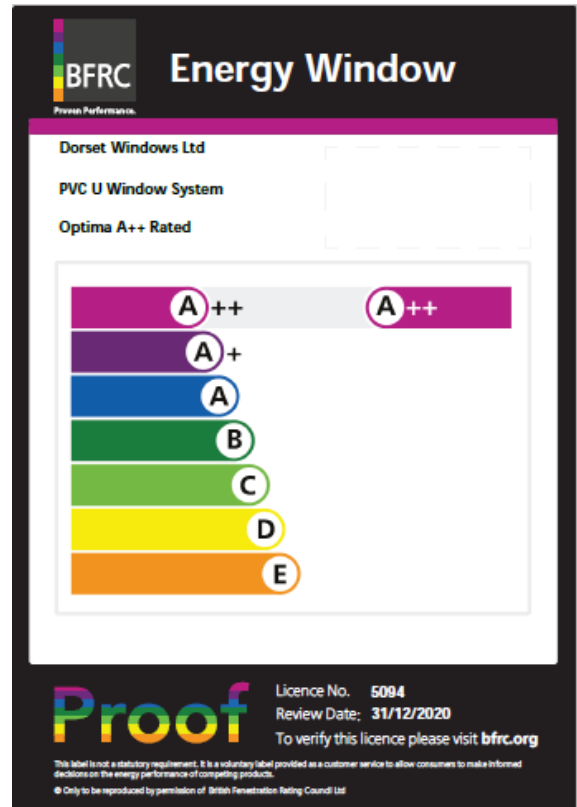 BFRC
Proven Performance.
Energy Window
Dorset Windows Ltd
PVC U Window System
Optima A++ Rated
A++ A++
A+
A
B
C
D
E
Proof
Licence No. 5094
Review Date: 31/12/2020
To verify this licence please visit bfrc.org
This label is not a statutory requirement. It is a voluntary label provided as a customer service to allow consumers to make informed
decisions on the energy performance of competing products.
© Only to be reproduced by permission of British Fenestration Rating Council Ltd